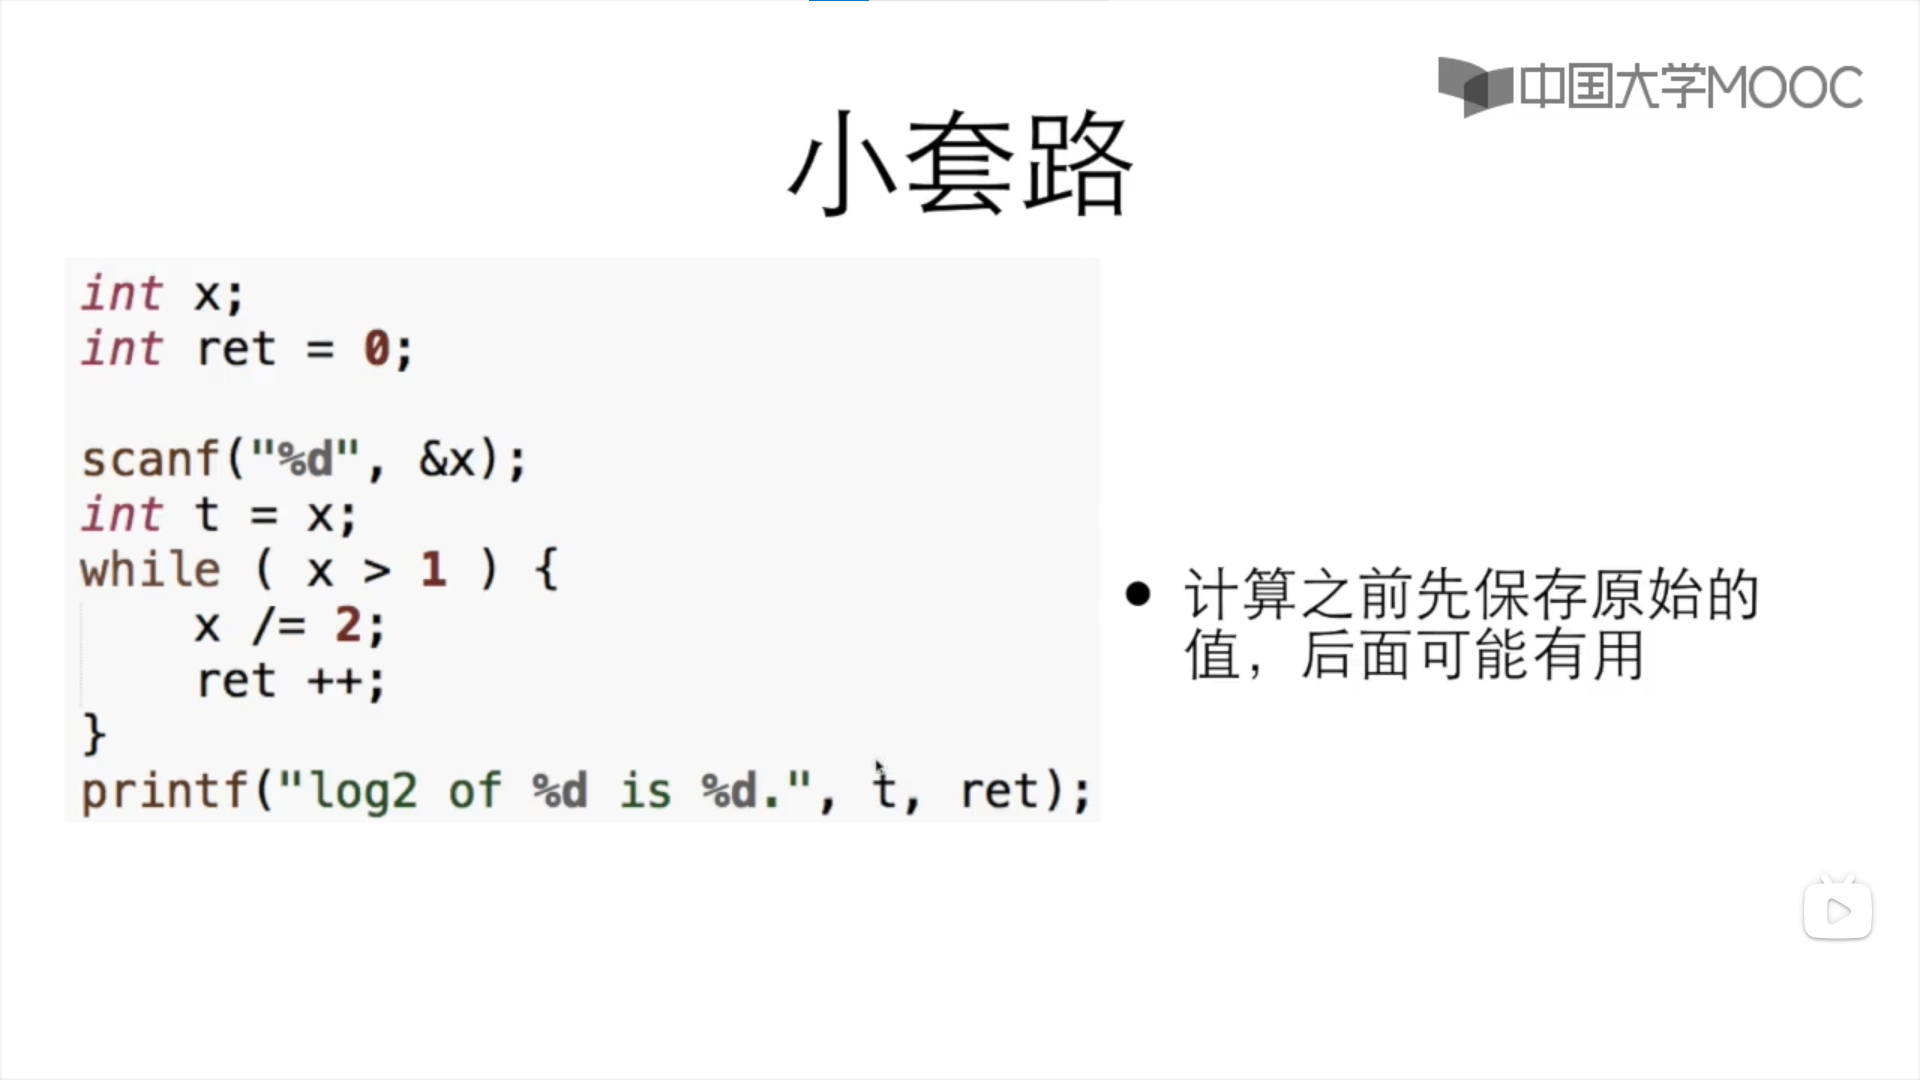 中国大学MOOC
小套路
int x;
int ret = 0;
scanf("%d", &x);
int t = x;
while ( x > 1 ) {
    x /= 2;
    ret ++;
}
printf("log2 of %d is %d.", t, ret);
• 计算之前先保存原始的
值，后面可能有用